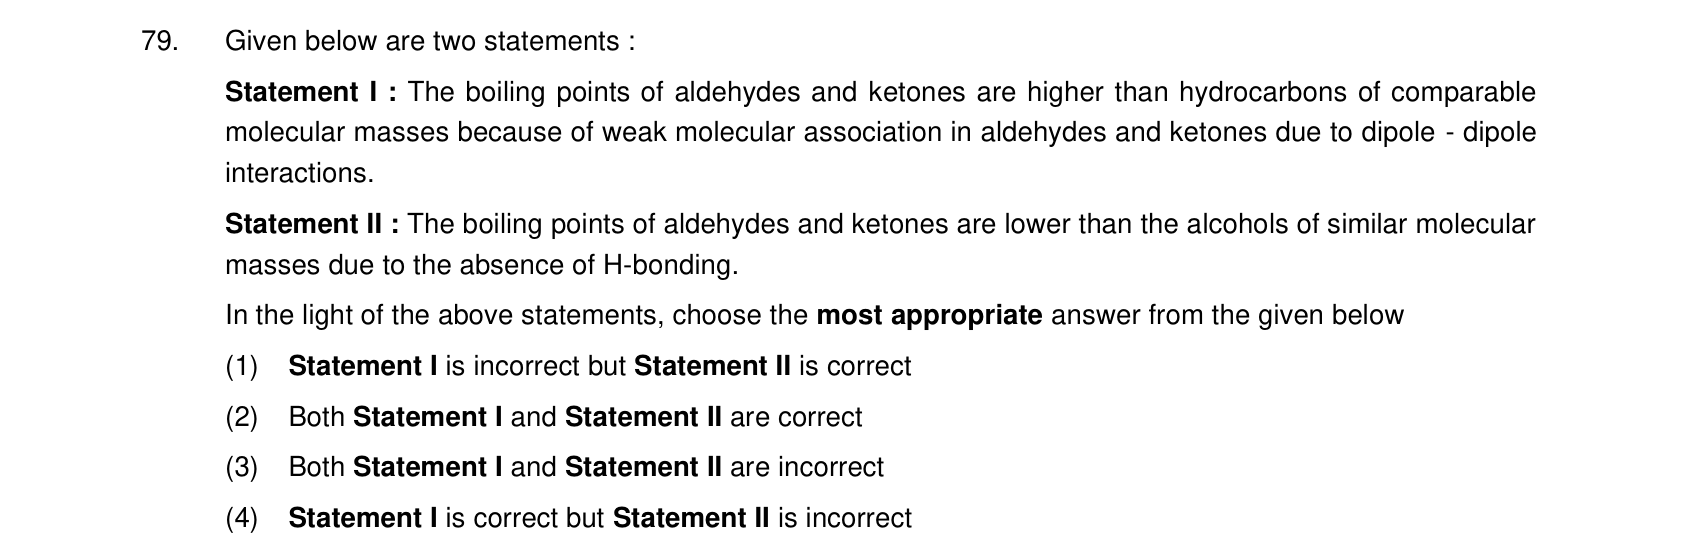 79. Given below are two statements :
Statement I : The boiling points of aldehydes and ketones are higher than hydrocarbons of comparable
molecular masses because of weak molecular association in aldehydes and ketones due to dipole - dipole
interactions.
Statement II : The boiling points of aldehydes and ketones are lower than the alcohols of similar molecular
masses due to the absence of H-bonding.
In the light of the above statements, choose the most appropriate answer from the given below
(1) Statement I is incorrect but Statement II is correct
(2) Both Statement I and Statement II are correct
(3) Both Statement I and Statement II are incorrect
(4) Statement I is correct but Statement II is incorrect